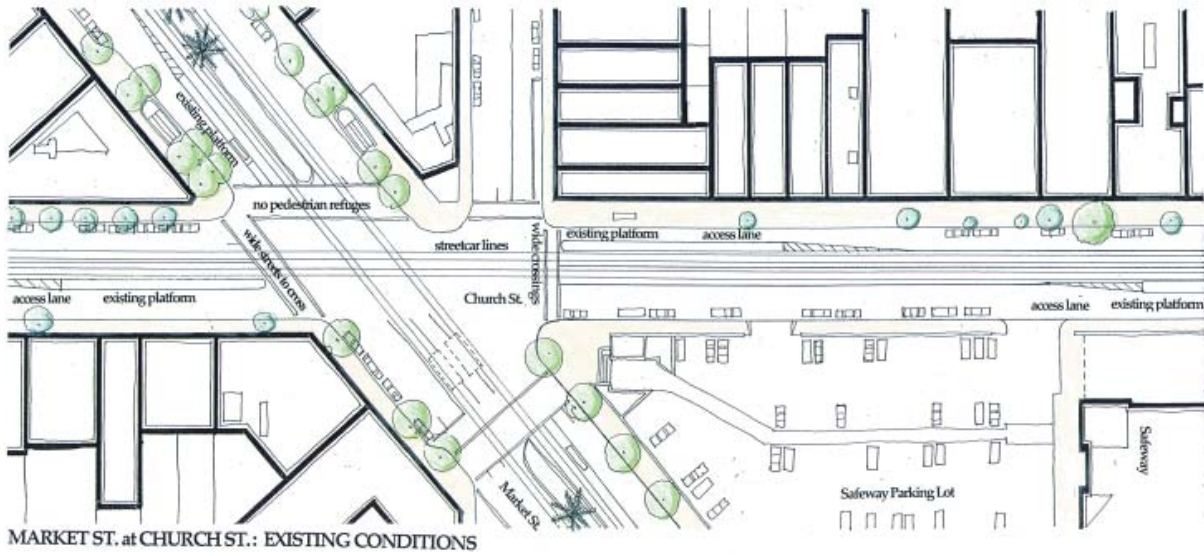 existing platform
no pedestrian refuges
streetcar lines
wide streets to cross
wide crossings
existing platform
access lane
access lane
existing platform
Church St.
access lane
existing platform
Market St.
Safeway Parking Lot
Safeway
MARKET ST. at CHURCH ST.: EXISTING CONDITIONS